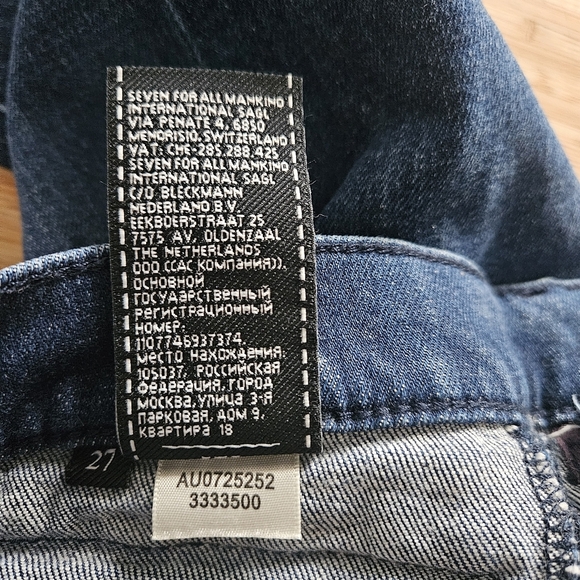 SEVEN FOR ALL MANKIND
INTERNATIONAL SAGL
VIA PENATE 4, 6850
MENDRISIO, SWITZERLAND
VAT: CHE-285.288.425
SEVEN FOR ALL MANKIND
INTERNATIONAL SAGL
C/O BLECKMANN
NEDERLAND B.V.
EEKBOERSTRAAT 25
7575 AV, OLDENZAAL
THE NETHERLANDS
ООО ((САС КОМПАНИЯ)),
ОСНОВНОЙ
ГОСУДАРСТВЕННЫЙ
РЕГИСТРАЦИОННЫЙ
НОМЕР:
1107746937374,
МЕСТО НАХОЖДЕНИЯ:
105037, РОССИЙСКАЯ
ФЕДЕРАЦИЯ, ГОРОД
МОСКВА, УЛИЦА 3-Я
ПАРКОВАЯ, ДОМ 9,
КВАРТИРА 18
27
AU0725252
3333500